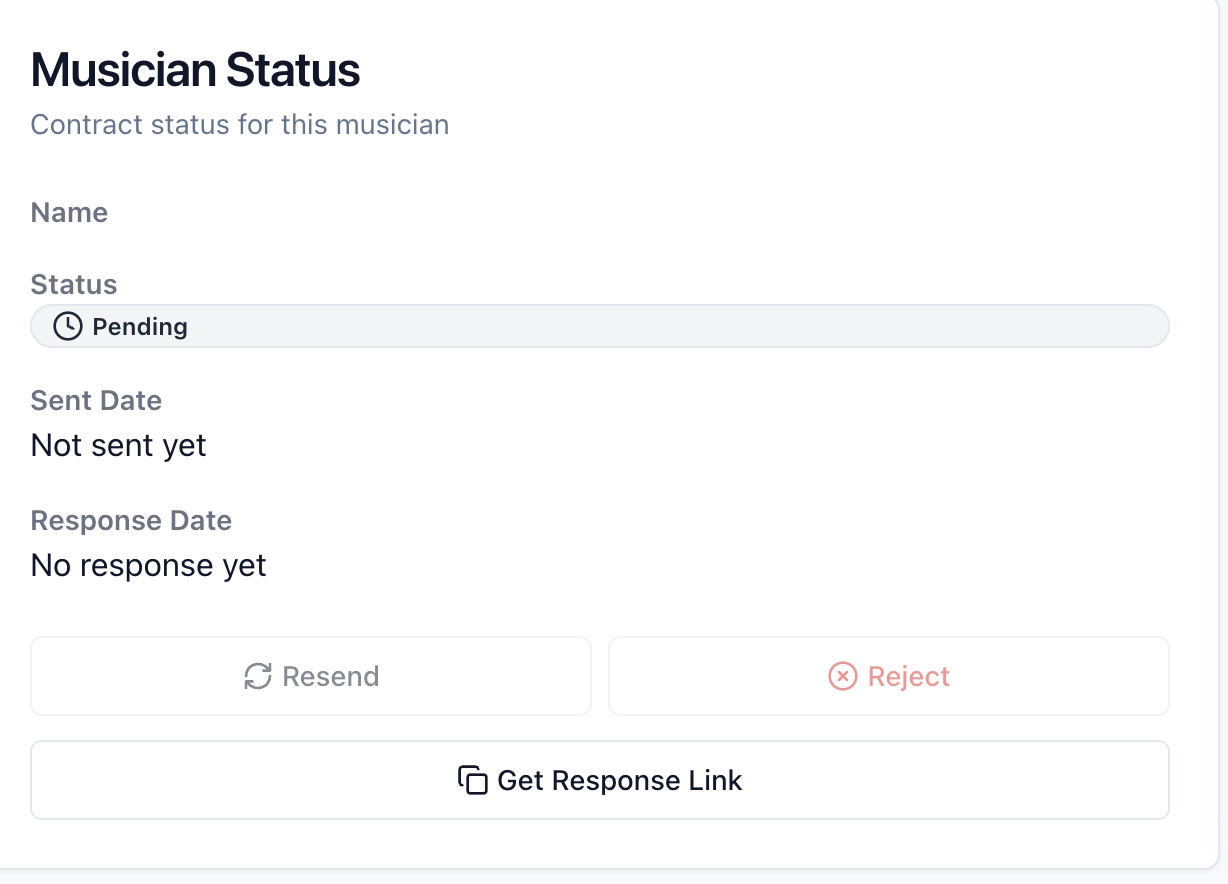 Musician Status
Contract status for this musician
Name
Status
Pending
Sent Date
Not sent yet
Response Date
No response yet
Resend
Reject
Get Response Link